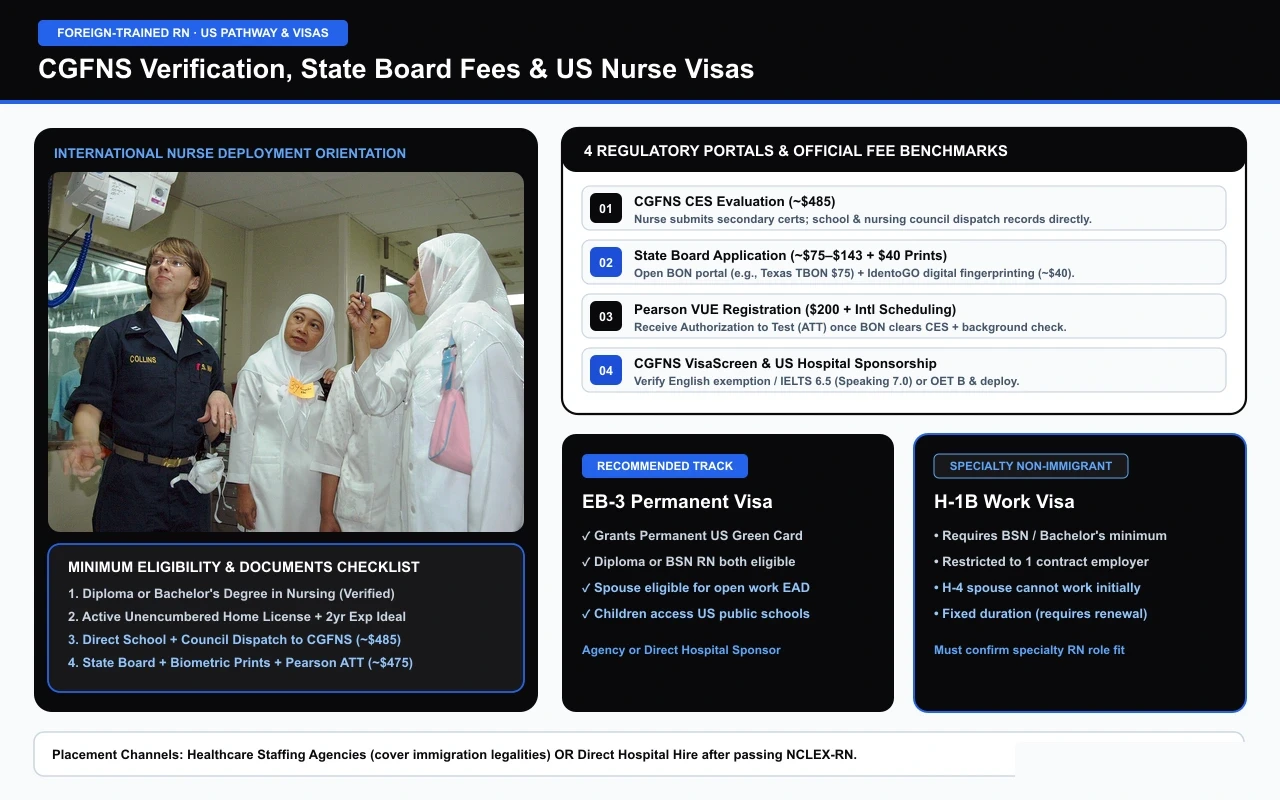 FOREIGN-TRAINED RN · US PATHWAY & VISAS
CGFNS Verification, State Board Fees & US Nurse Visas
INTERNATIONAL NURSE DEPLOYMENT ORIENTATION
COLLINS
MINIMUM ELIGIBILITY & DOCUMENTS CHECKLIST
1. Diploma or Bachelor's Degree in Nursing (Verified)
2. Active Unencumbered Home License + 2yr Exp Ideal
3. Direct School + Council Dispatch to CGFNS (~$485)
4. State Board + Biometric Prints + Pearson ATT (~$475)
4 REGULATORY PORTALS & OFFICIAL FEE BENCHMARKS
01
CGFNS CES Evaluation (~$485)
Nurse submits secondary certs; school & nursing council dispatch records directly.
02
State Board Application (~$75–$143 + $40 Prints)
Open BON portal (e.g., Texas TBON $75) + IdentoGO digital fingerprinting (~$40).
03
Pearson VUE Registration ($200 + Intl Scheduling)
Receive Authorization to Test (ATT) once BON clears CES + background check.
04
CGFNS VisaScreen & US Hospital Sponsorship
Verify English exemption / IELTS 6.5 (Speaking 7.0) or OET B & deploy.
RECOMMENDED TRACK
EB-3 Permanent Visa
✓ Grants Permanent US Green Card
✓ Diploma or BSN RN both eligible
✓ Spouse eligible for open work EAD
✓ Children access US public schools
Agency or Direct Hospital Sponsor
SPECIALTY NON-IMMIGRANT
H-1B Work Visa
• Requires BSN / Bachelor's minimum
• Restricted to 1 contract employer
• H-4 spouse cannot work initially
• Fixed duration (requires renewal)
Must confirm specialty RN role fit
Placement Channels: Healthcare Staffing Agencies (cover immigration legalities) OR Direct Hospital Hire after passing NCLEX-RN.